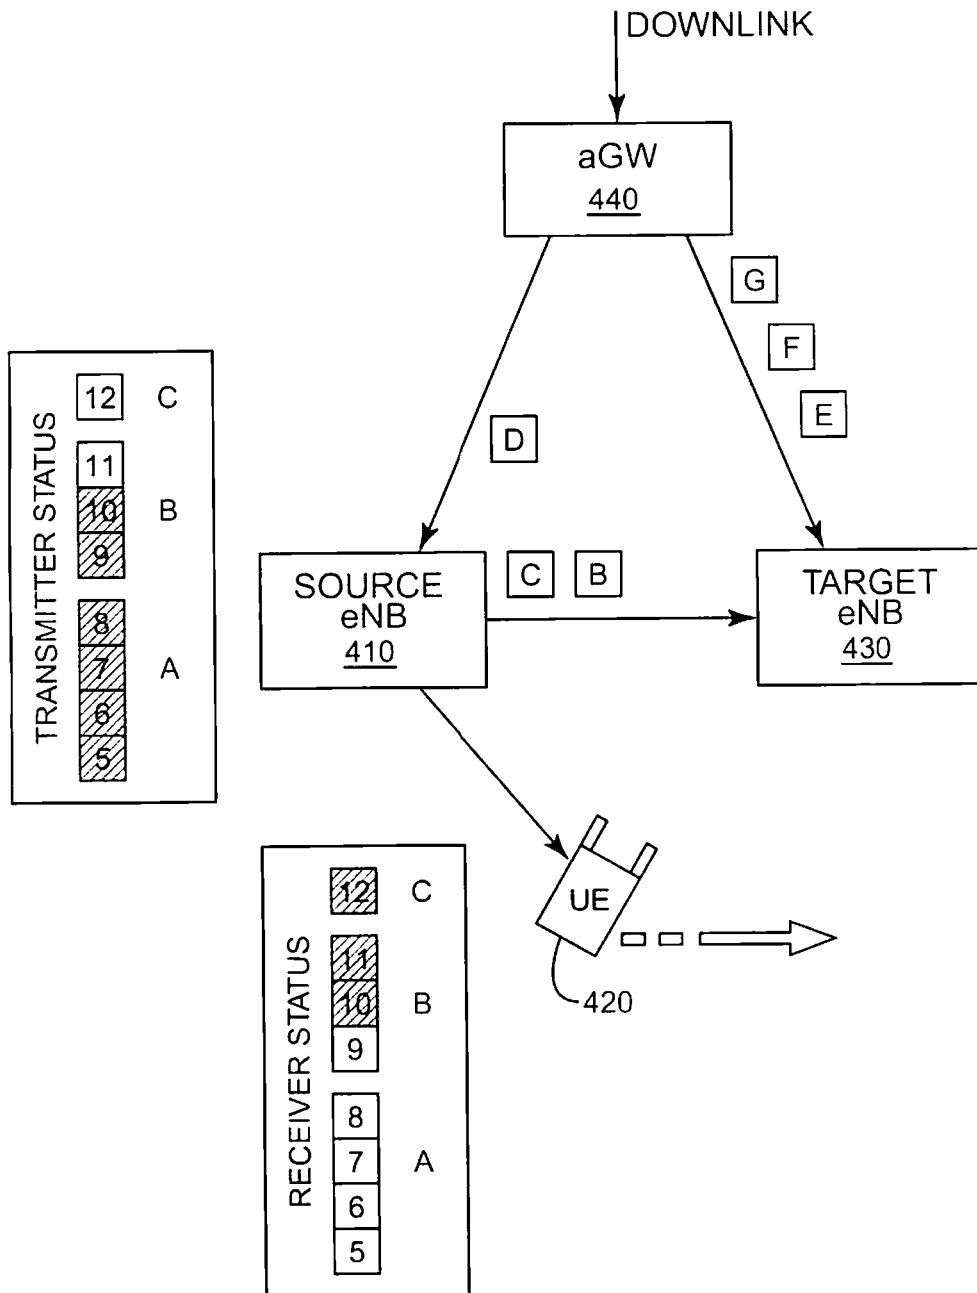 DOWNLINK
aGW
440
G
F
E
D
TRANSMITTER STATUS
12 C
11
10 B
9
8
7 A
6
5
SOURCE
eNB
410
C B
TARGET
eNB
430
UE
420
RECEIVER STATUS
12 C
11
10 B
9
8
7 A
6
5